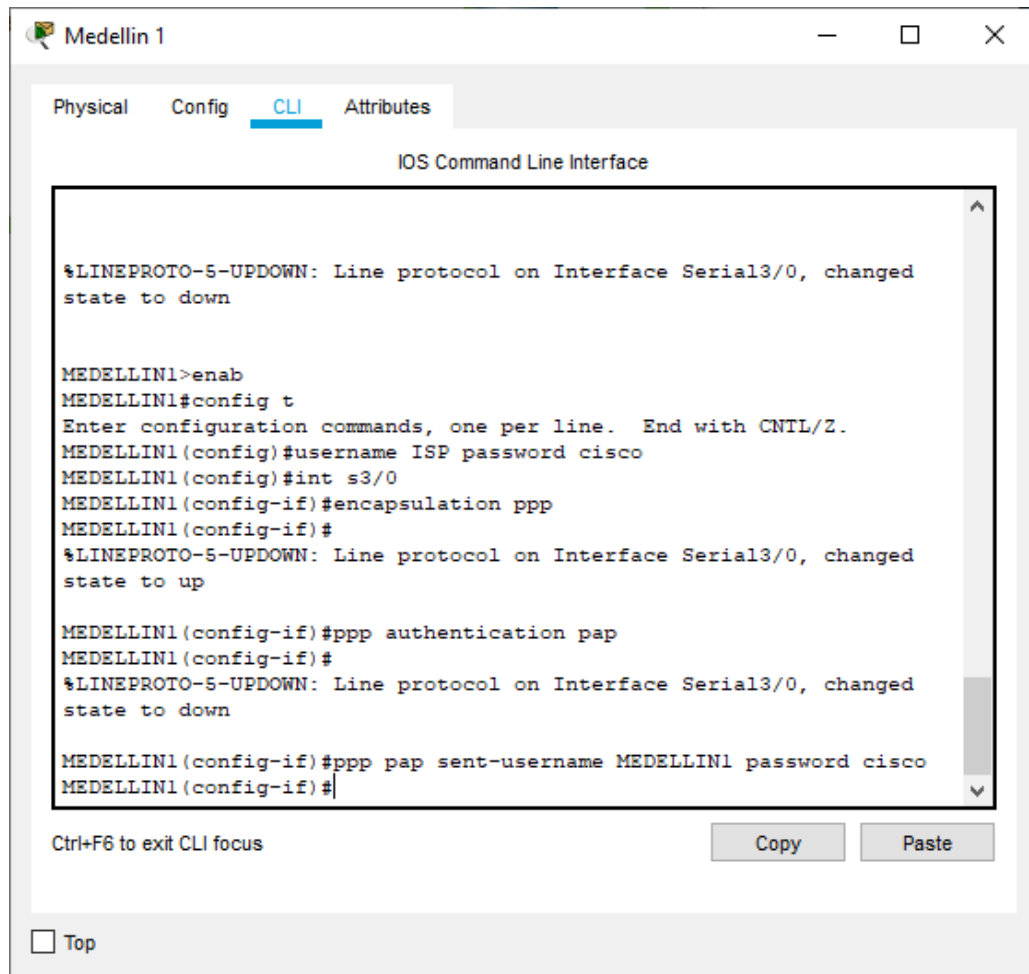 Medellin 1
Physical Config CLI Attributes
IOS Command Line Interface
%LINEPROTO-5-UPDOWN: Line protocol on Interface Serial3/0, changed
state to down
MEDELLIN1>enab
MEDELLIN1#config t
Enter configuration commands, one per line.  End with CNTL/Z.
MEDELLIN1(config)#username ISP password cisco
MEDELLIN1(config)#int s3/0
MEDELLIN1(config-if)#encapsulation ppp
MEDELLIN1(config-if)#
%LINEPROTO-5-UPDOWN: Line protocol on Interface Serial3/0, changed
state to up
MEDELLIN1(config-if)#ppp authentication pap
MEDELLIN1(config-if)#
%LINEPROTO-5-UPDOWN: Line protocol on Interface Serial3/0, changed
state to down
MEDELLIN1(config-if)#ppp pap sent-username MEDELLIN1 password cisco
MEDELLIN1(config-if)#
Ctrl+F6 to exit CLI focus
Copy Paste
Top